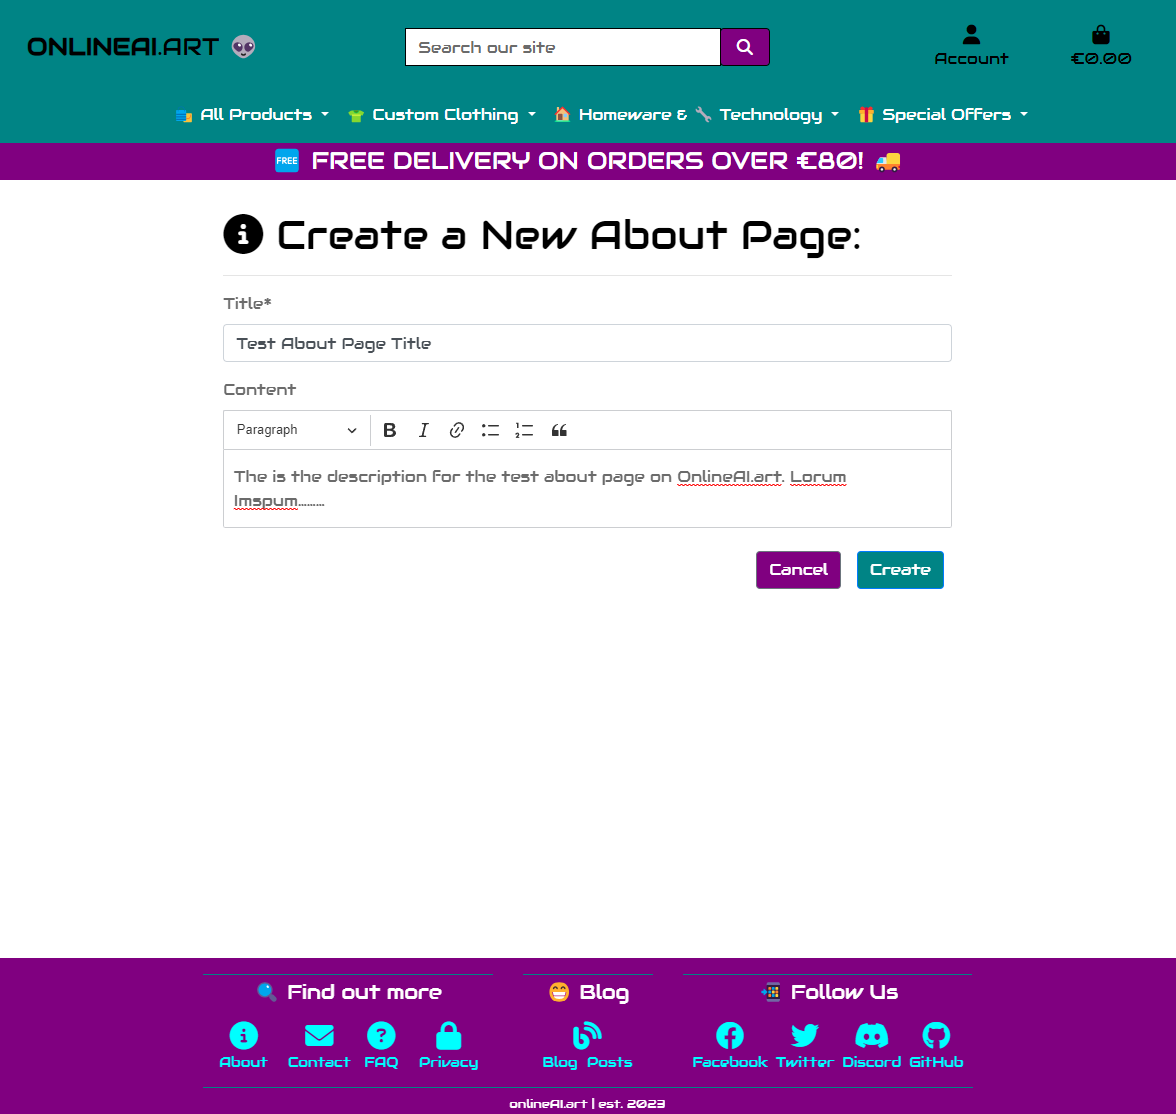 ONLINEAI.ART
Search our site
Account
€0.00
All Products
Custom Clothing
Homeware &
Technology
Special Offers
FREE
FREE DELIVERY ON ORDERS OVER €80!
Create a New About Page:
Title*
Test About Page Title
Content
Paragraph
The is the description for the test about page on OnlineAI.art. Lorum
Imspum.........
Cancel
Create
Find out more
Blog
Follow Us
About
Contact
FAQ
Privacy
Blog Posts
Facebook
Twitter
Discord
GitHub
onlineAI.art | est. 2023